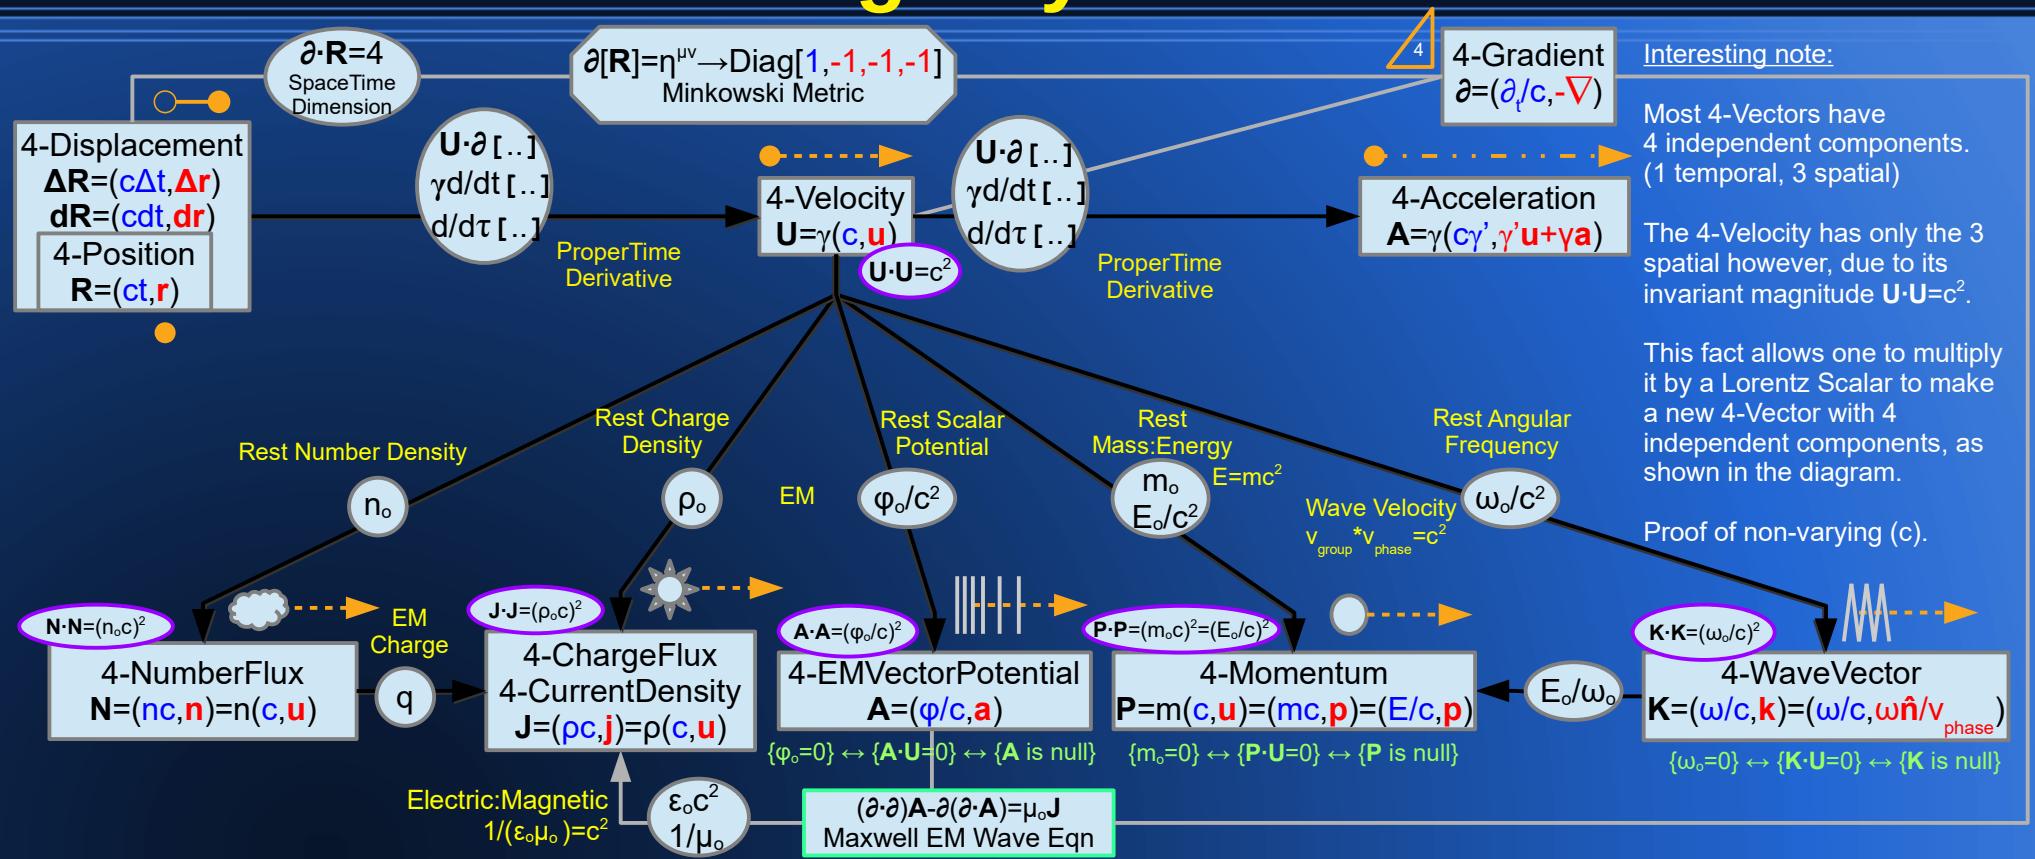 ∂·R=4
SpaceTime
Dimension
∂[R]=η^μν→Diag[1,-1,-1,-1]
Minkowski Metric
4
4-Gradient
∂=(∂_t/c,-∇)
4-Displacement
ΔR=(cΔt,Δr)
dR=(cdt,dr)
4-Position
R=(ct,r)
U·∂[..]
γd/dt[..]
d/dτ[..]
ProperTime
Derivative
4-Velocity
U=γ(c,u)
U·U=c²
U·∂[..]
γd/dt[..]
d/dτ[..]
ProperTime
Derivative
4-Acceleration
A=γ(cγ',γ'u+γa)
Interesting note:
Most 4-Vectors have
4 independent components.
(1 temporal, 3 spatial)
The 4-Velocity has only the 3
spatial however, due to its
invariant magnitude U·U=c².
This fact allows one to multiply
it by a Lorentz Scalar to make
a new 4-Vector with 4
independent components, as
shown in the diagram.
Proof of non-varying (c).
Rest Number Density
nₒ
Rest Charge
Density
ρₒ
EM
Rest Scalar
Potential
φₒ/c²
Rest
Mass:Energy
E=mc²
mₒ
Eₒ/c²
Rest Angular
Frequency
ωₒ/c²
Wave Velocity
v_group*v_phase=c²
N·N=(nₒc)²
4-NumberFlux
N=(nc,n)=n(c,u)
EM
Charge
q
J·J=(ρₒc)²
4-ChargeFlux
4-CurrentDensity
J=(ρc,j)=ρ(c,u)
A·A=(φₒ/c)²
4-EMVectorPotential
A=(φ/c,a)
{φₒ=0} ↔ {A·U=0} ↔ {A is null}
P·P=(mₒc)²=(Eₒ/c)²
4-Momentum
P=m(c,u)=(mc,p)=(E/c,p)
{mₒ=0} ↔ {P·U=0} ↔ {P is null}
Eₒ/ωₒ
K·K=(ωₒ/c)²
4-WaveVector
K=(ω/c,k)=(ω/c,ωn̂/v_phase)
{ωₒ=0} ↔ {K·U=0} ↔ {K is null}
Electric:Magnetic
1/(εₒμₒ)=c²
εₒc²
1/μₒ
(∂·∂)A-∂(∂·A)=μₒJ
Maxwell EM Wave Eqn